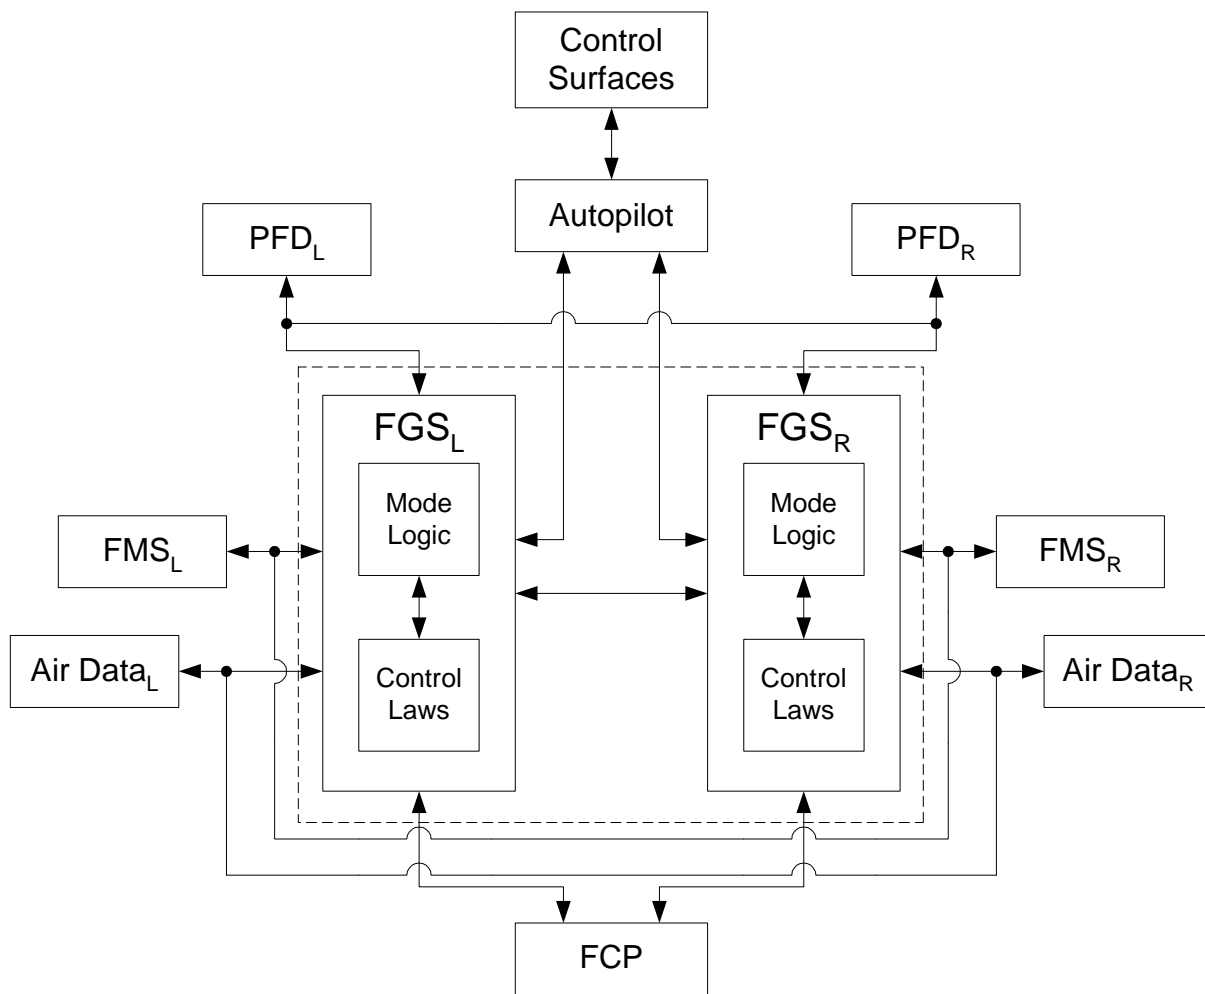 Control
Surfaces
Autopilot
PFD_L
PFD_R
FGS_L
FGS_R
Mode
Logic
Mode
Logic
FMS_L
FMS_R
Air Data_L
Air Data_R
Control
Laws
Control
Laws
FCP